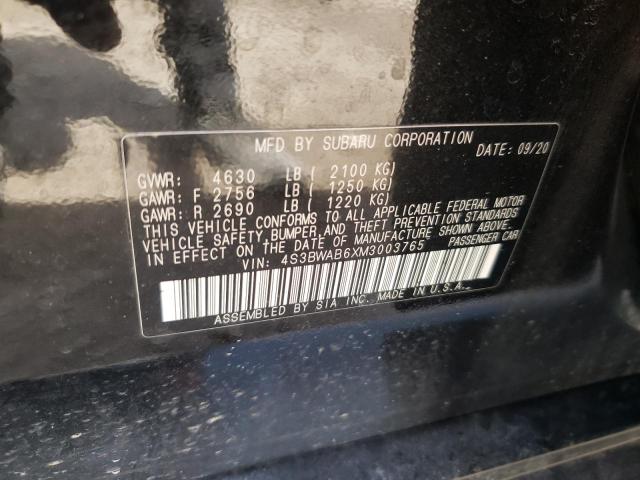 MFD BY SUBARU CORPORATION
DATE: 09/20
GVWR: 4630 LB ( 2100 KG)
GAWR: F 2756 LB ( 1250 KG)
GAWR: R 2690 LB ( 1220 KG)
THIS VEHICLE CONFORMS TO ALL APPLICABLE FEDERAL MOTOR
VEHICLE SAFETY,BUMPER,AND THEFT PREVENTION STANDARDS
IN EFFECT ON THE DATE OF MANUFACTURE SHOWN ABOVE.
VIN: 4S3BWAB6XM3003765 PASSENGER CAR
ASSEMBLED BY SIA INC. MADE IN U.S.A.